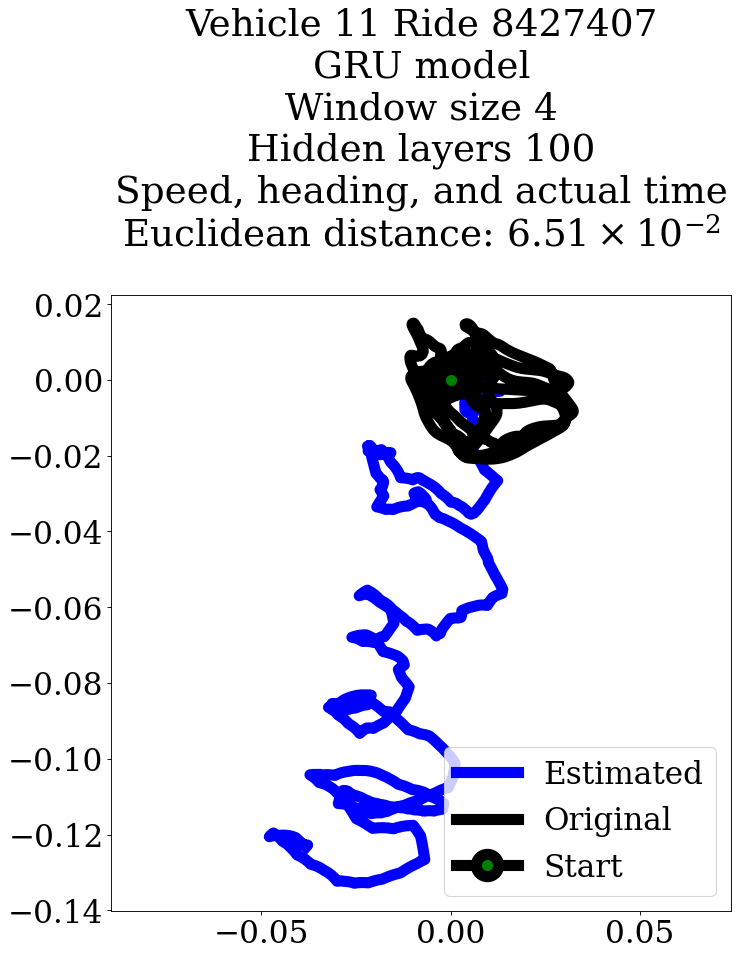 Vehicle 11 Ride 8427407
GRU model
Window size 4
Hidden layers 100
Speed, heading, and actual time
Euclidean distance: 6.51 × 10⁻²
0.02
0.00
−0.02
−0.04
−0.06
−0.08
−0.10
−0.12
−0.14
−0.05 0.00 0.05
Estimated
Original
Start